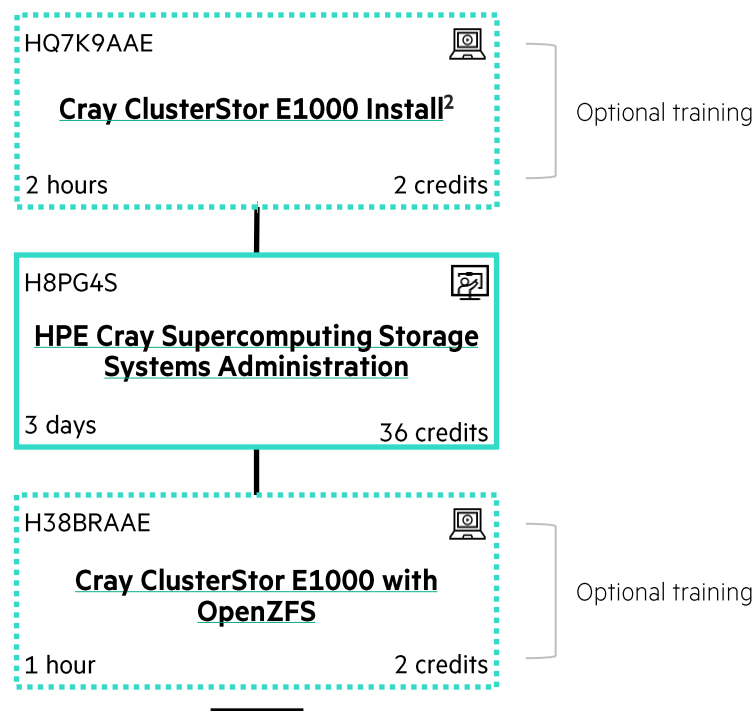 HQ7K9AAE
Cray ClusterStor E1000 Install²
Optional training
2 hours
2 credits
H8PG4S
HPE Cray Supercomputing Storage
Systems Administration
3 days
36 credits
H38BRAAE
Cray ClusterStor E1000 with
OpenZFS
Optional training
1 hour
2 credits